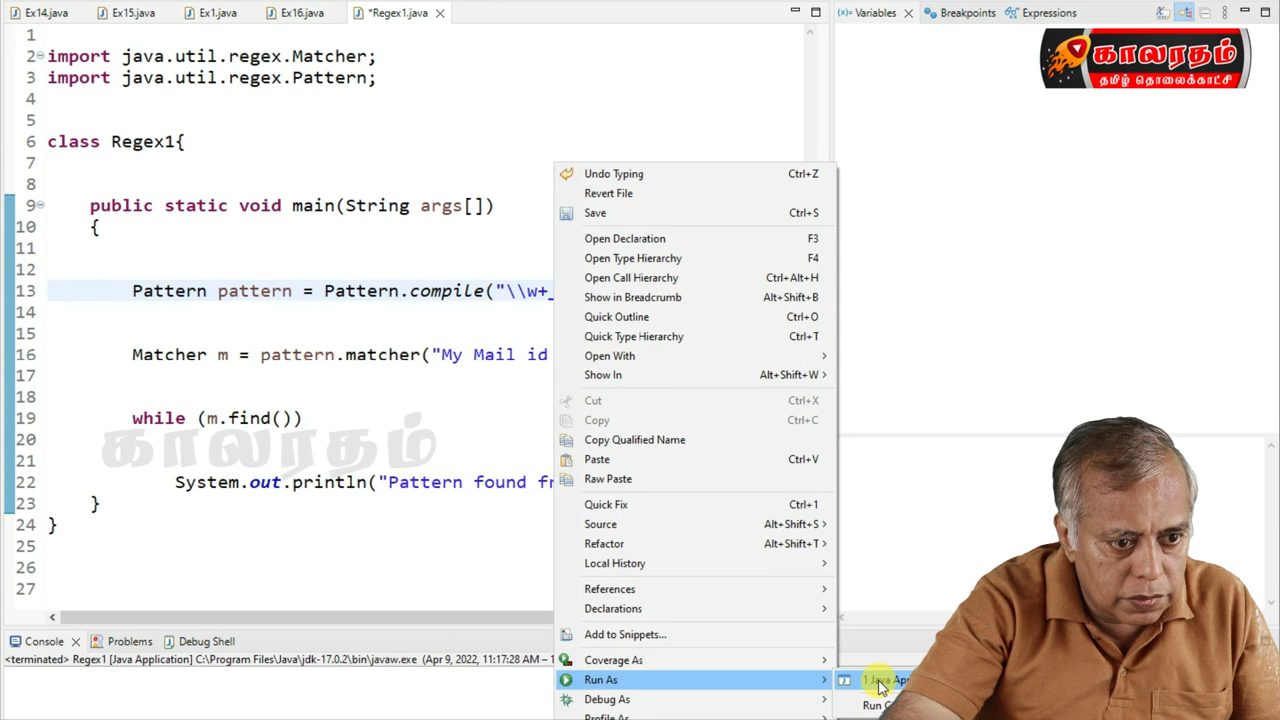 Ex14.java Ex15.java Ex1.java Ex16.java *Regex1.java
(x)= Variables Breakpoints Expressions
காலரதம்
தமிழ் தொலைக்காட்சி
1
2 import java.util.regex.Matcher;
3 import java.util.regex.Pattern;
4
5
6 class Regex1{
7
8
9 public static void main(String args[])
10 {
11
12
13 Pattern pattern = Pattern.compile("\\w+_
14
15
16 Matcher m = pattern.matcher("My Mail id
17
18
19 while (m.find())
20
21
22 System.out.println("Pattern found fr
23 }
24 }
25
26
27
காலரதம்
Undo Typing Ctrl+Z
Revert File
Save Ctrl+S
Open Declaration F3
Open Type Hierarchy F4
Open Call Hierarchy Ctrl+Alt+H
Show in Breadcrumb Alt+Shift+B
Quick Outline Ctrl+O
Quick Type Hierarchy Ctrl+T
Open With
Show In Alt+Shift+W
Cut Ctrl+X
Copy Ctrl+C
Copy Qualified Name
Paste Ctrl+V
Raw Paste
Quick Fix Ctrl+1
Source Alt+Shift+S
Refactor Alt+Shift+T
Local History
References
Declarations
Add to Snippets...
Coverage As
Run As
Debug As
Profile As
1 Java
Run
Console Problems Debug Shell
<terminated> Regex1 [Java Application] C:\Program Files\Java\jdk-17.0.2\bin\javaw.exe (Apr 9, 2022, 11:17:28 AM – 1